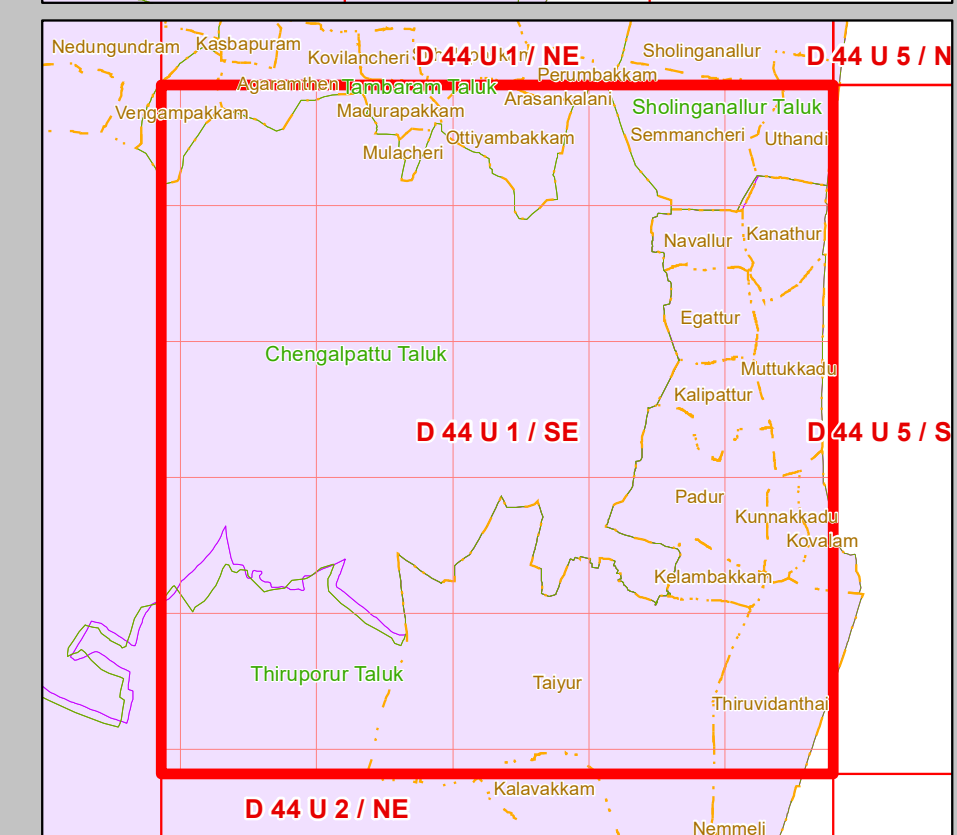 Nedungundram
Kasbapuram
Kovilancheri
D 44 U 1 / NE
Sholinganallur
D 44 U 5 / N
Perumbakkam
Agaramthen
Tambaram Taluk
Arasankalani
Sholinganallur Taluk
Vengampakkam
Madurapakkam
Ottiyambakkam
Semmancheri
Uthandi
Mulacheri
Navallur
Kanathur
Egattur
Chengalpattu Taluk
Muttukkadu
Kalipattur
D 44 U 1 / SE
D 44 U 5 / S
Padur
Kunnakkadu
Kovalam
Kelambakkam
Thiruporur Taluk
Taiyur
Thiruvidanthai
Kalavakkam
D 44 U 2 / NE
Nemmeli